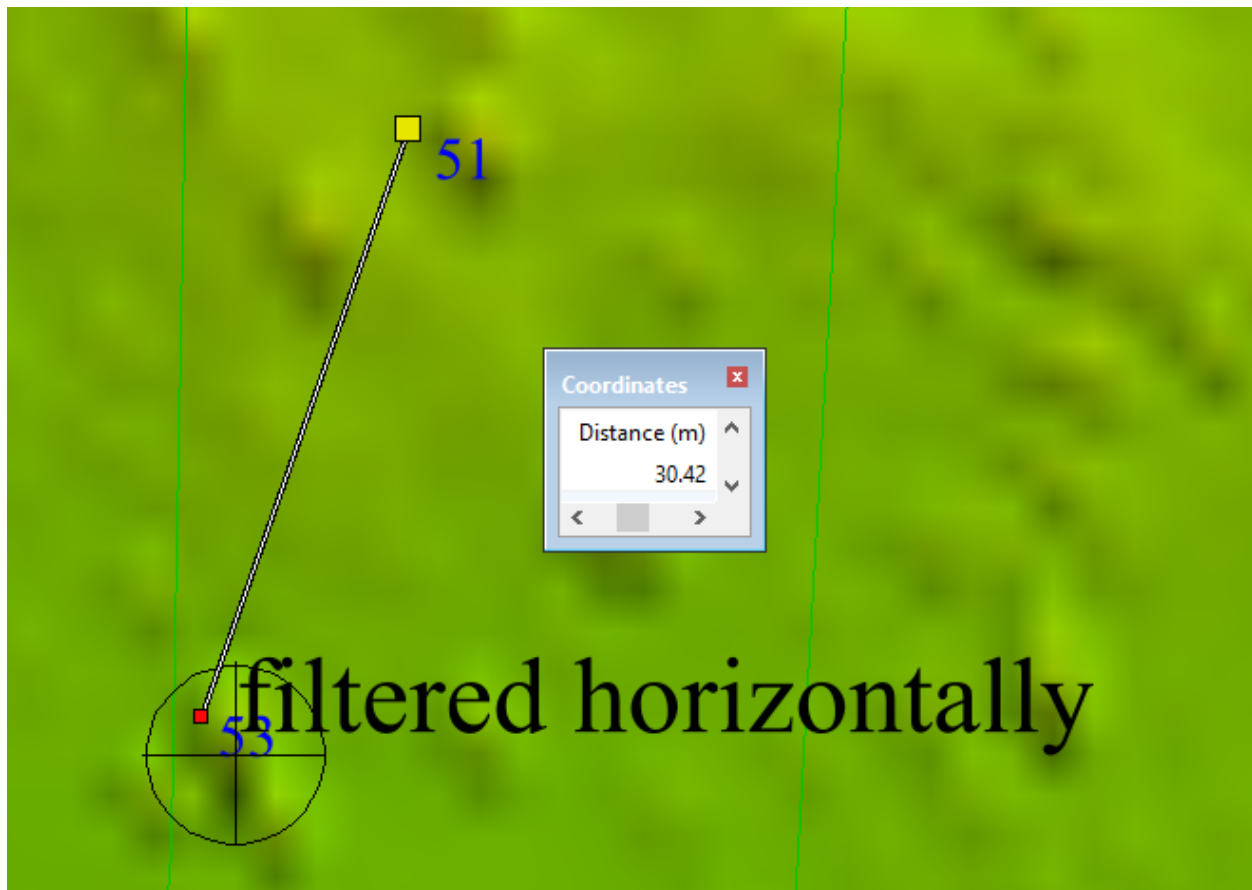 51
Coordinates
Distance (m)
30.42
filtered horizontally
53